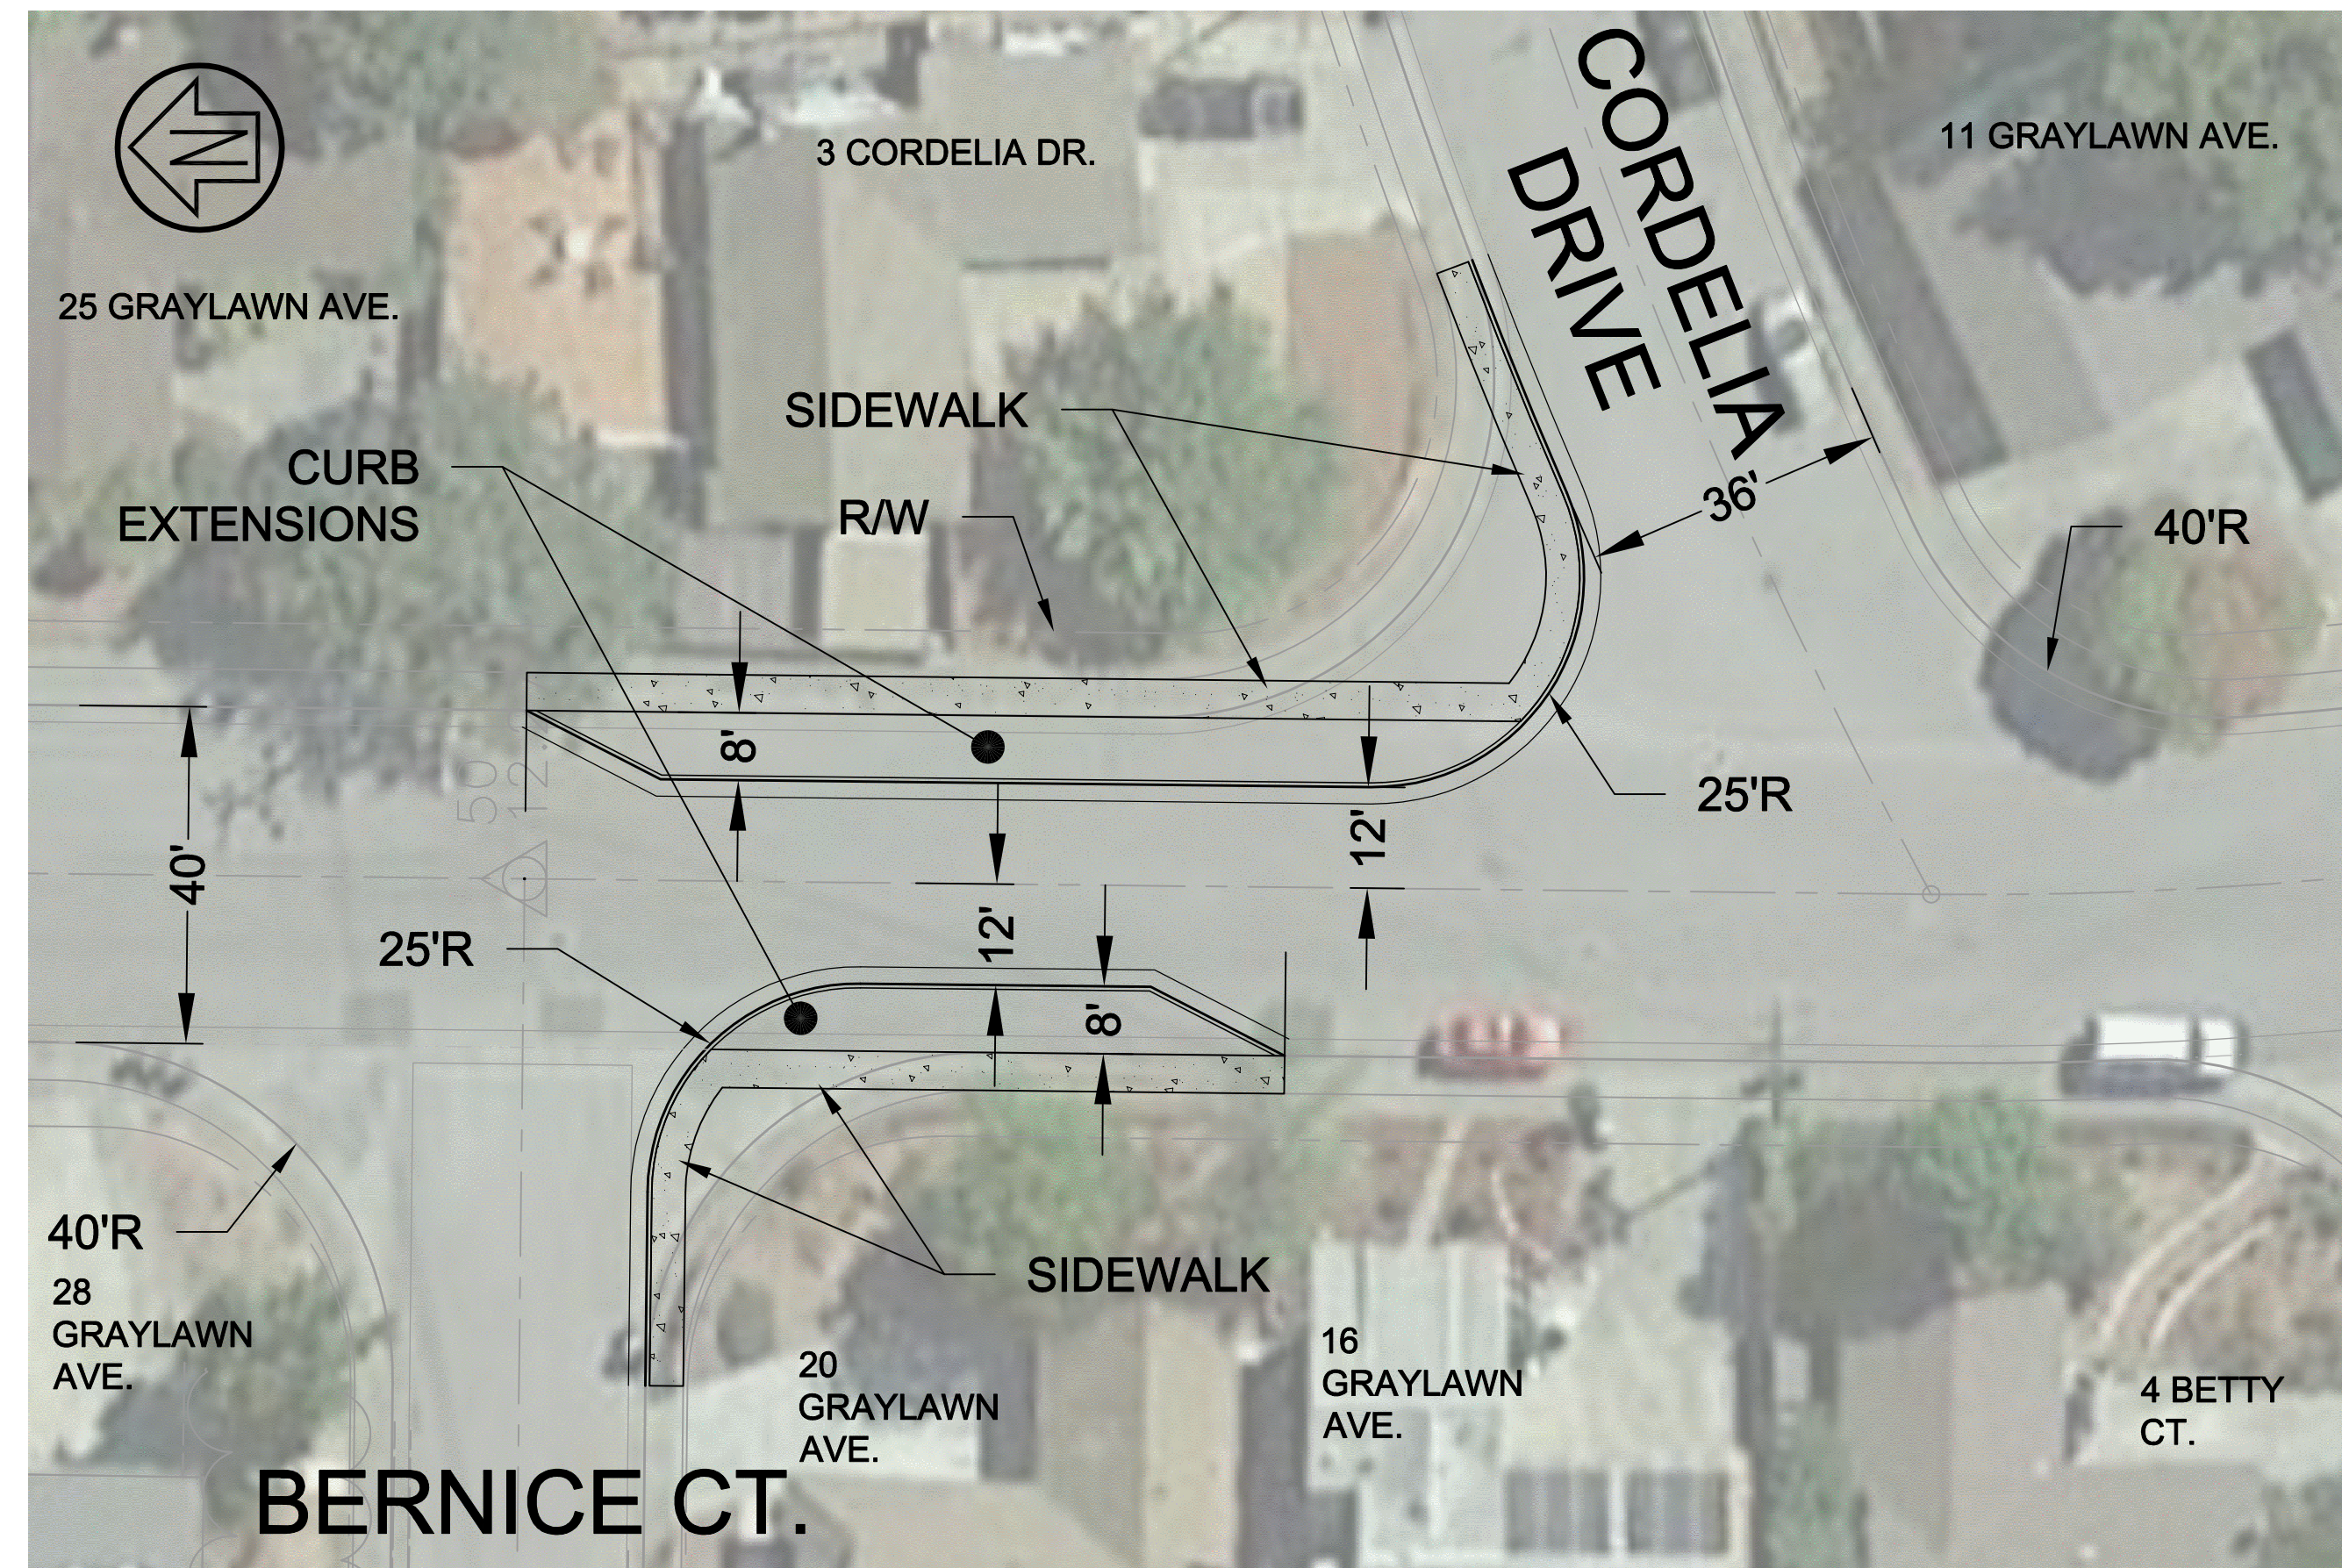 N
CORDELIA
DRIVE
3 CORDELIA DR.
11 GRAYLAWN AVE.
25 GRAYLAWN AVE.
SIDEWALK
CURB
EXTENSIONS
R/W
36'
40'R
8'
50
12'
25'R
40'
25'R
12'
8'
40'R
28
GRAYLAWN
AVE.
SIDEWALK
20
GRAYLAWN
AVE.
16
GRAYLAWN
AVE.
4 BETTY
CT.
BERNICE CT.